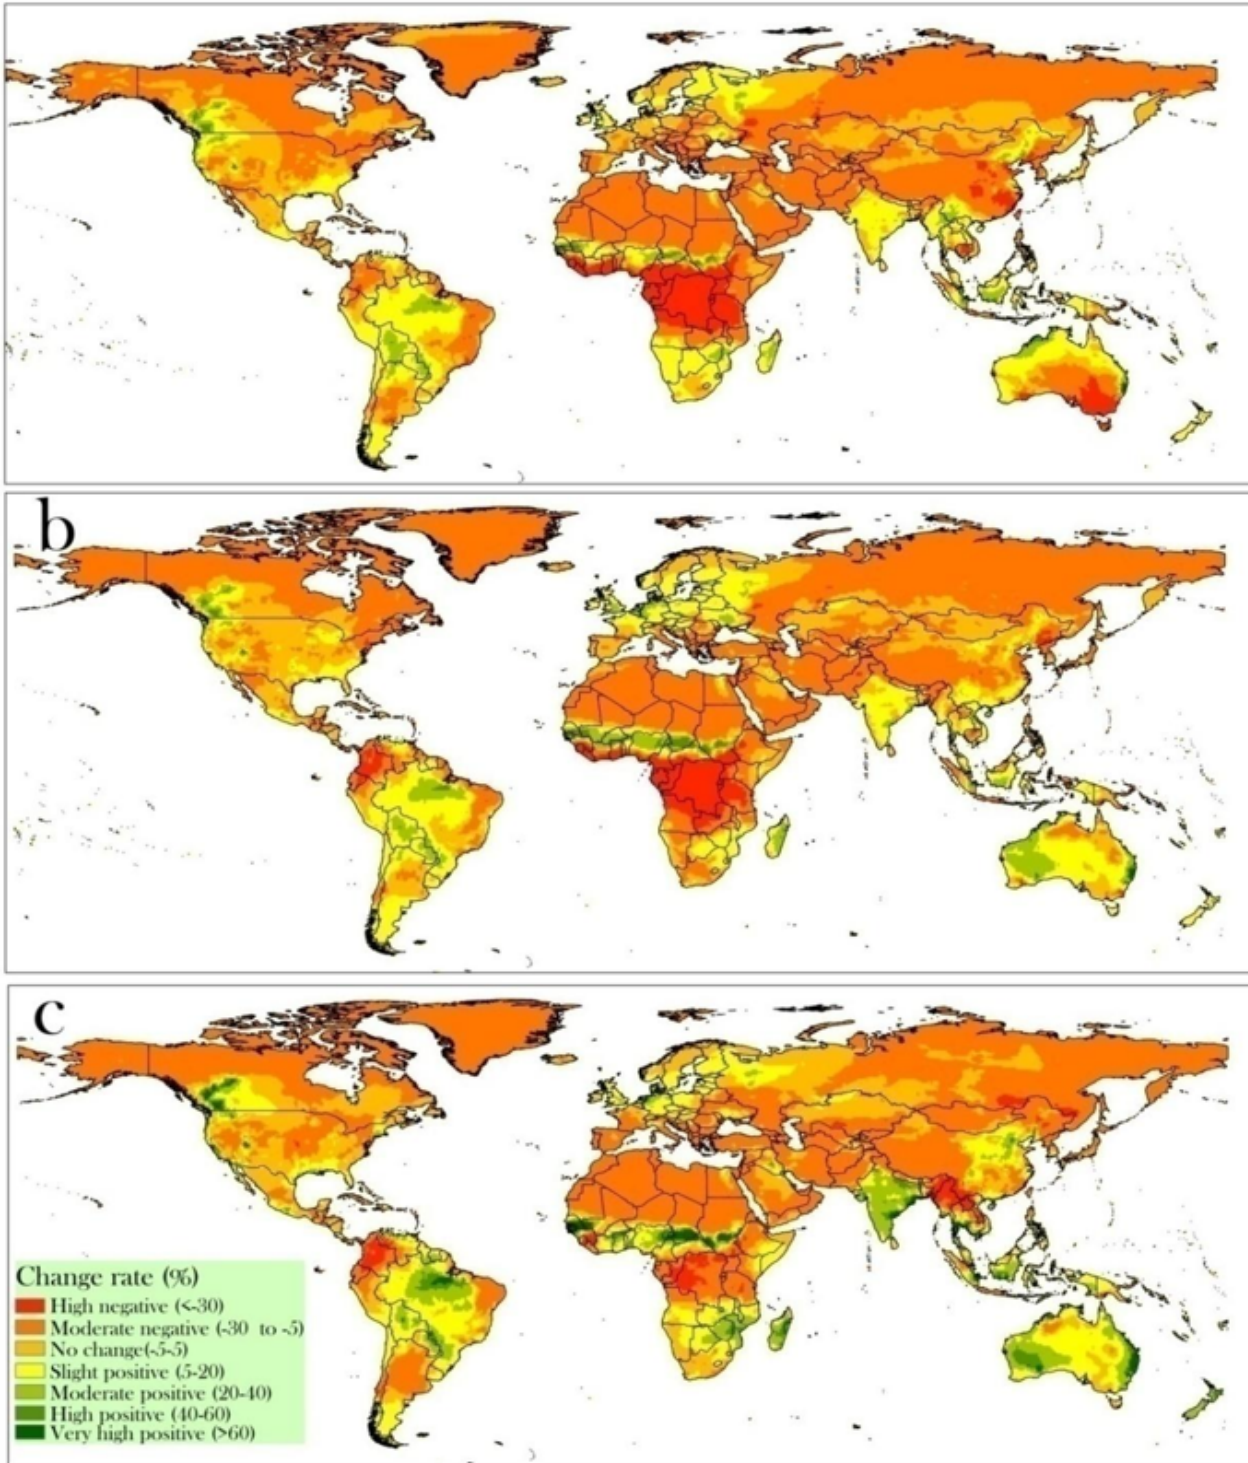 b
c
Change rate (%)
High negative (<-30)
Moderate negative (-30 to -5)
No change(-5-5)
Slight positive (5-20)
Moderate positive (20-40)
High positive (40-60)
Very high positive (>60)